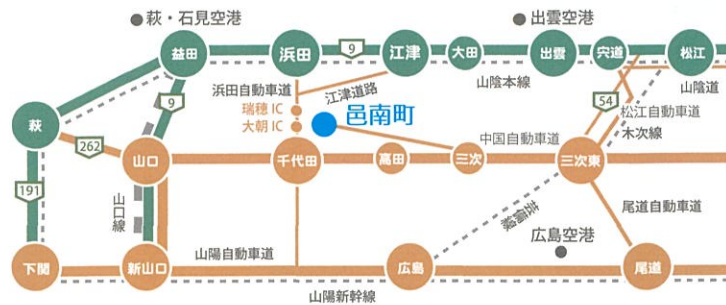 萩・石見空港
出雲空港
益田
浜田
9
江津
大田
出雲
宍道
松江
山陰本線
山陰道
浜田自動車道
江津道路
9
瑞穂 IC
大朝 IC
邑南町
54
松江自動車道
木次線
萩
262
山口
千代田
高田
三次
中国自動車道
三次東
191
山口線
芸備線
尾道自動車道
広島空港
山陽自動車道
下関
新山口
広島
尾道
山陽新幹線